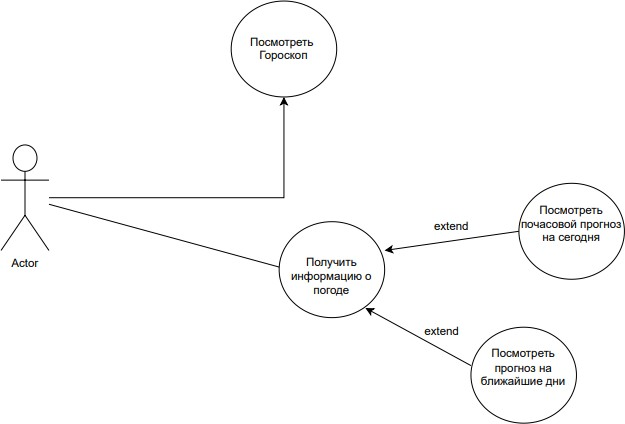 Посмотреть
Гороскоп
Actor
Получить
информацию о
погоде
extend
Посмотреть
почасовой прогноз
на сегодня
extend
Посмотреть
прогноз на
ближайшие дни